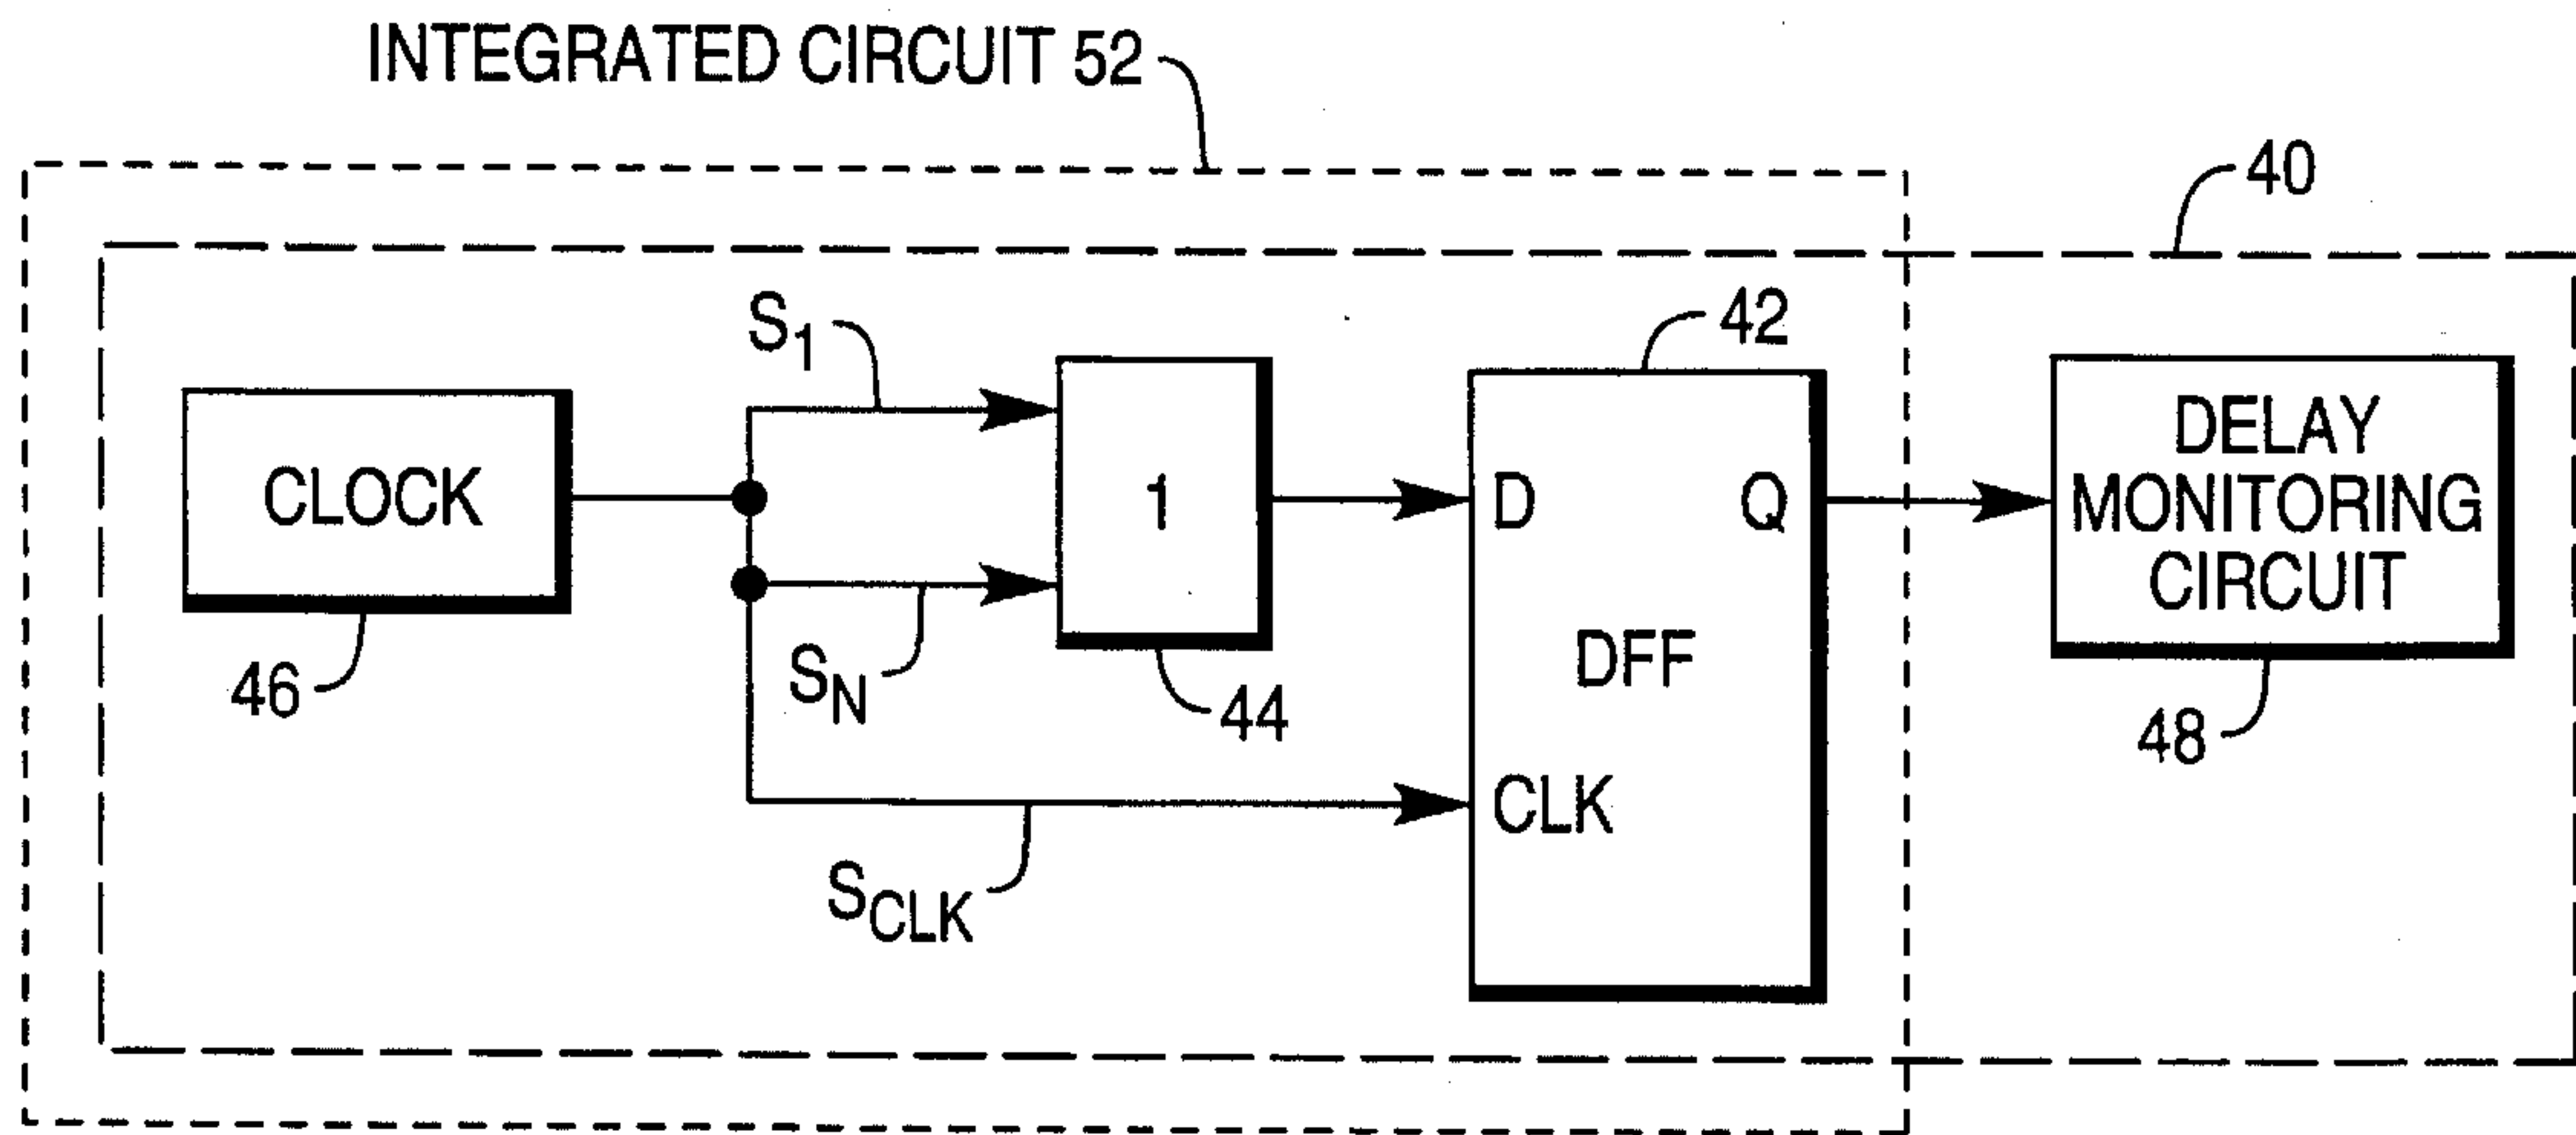 INTEGRATED CIRCUIT 52
40
S1
42
CLOCK
1
D
Q
DELAY
MONITORING
CIRCUIT
DFF
46
SN
44
48
CLK
SCLK